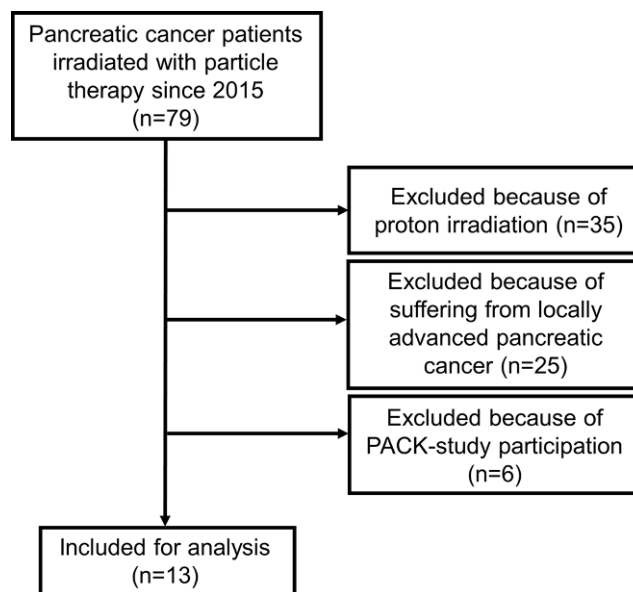 Pancreatic cancer patients
irradiated with particle
therapy since 2015
(n=79)
Excluded because of
proton irradiation (n=35)
Excluded because of
suffering from locally
advanced pancreatic
cancer (n=25)
Excluded because of
PACK-study participation
(n=6)
Included for analysis
(n=13)